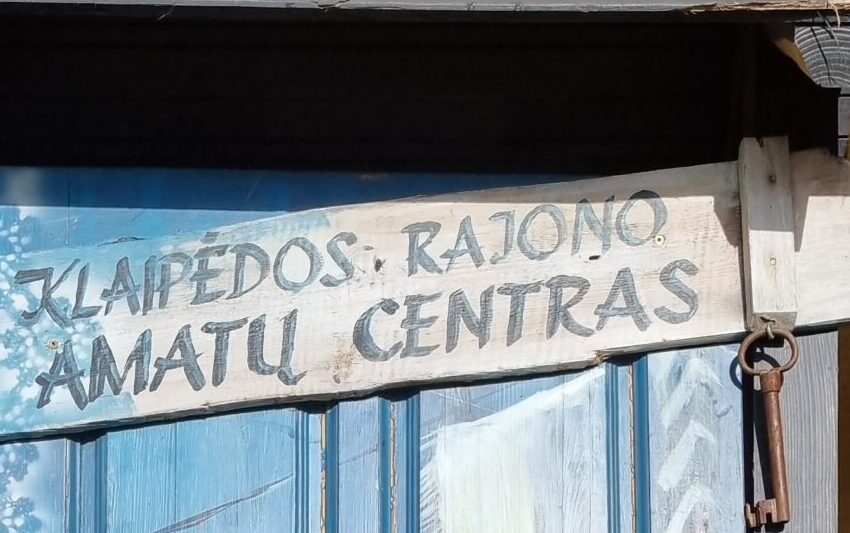 KLAIPĖDOS RAJONO
AMATŲ CENTRAS